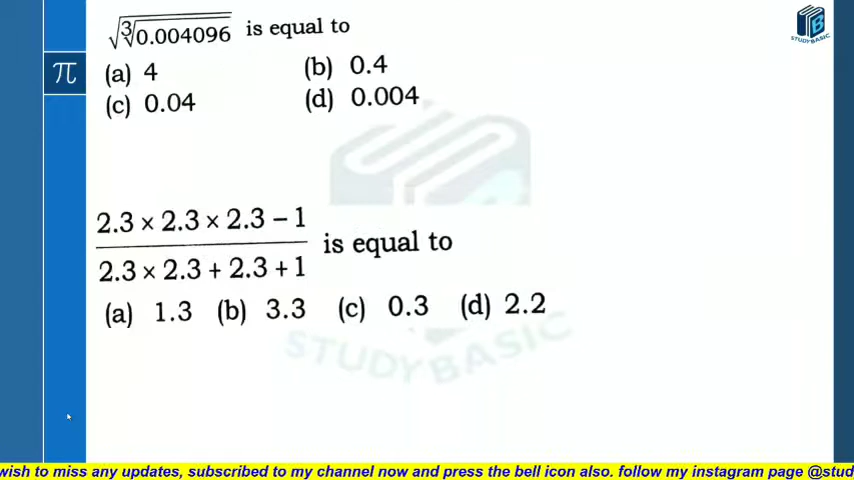 √∛0.004096 is equal to
(a) 4 (b) 0.4
(c) 0.04 (d) 0.004
π
STUDYBASIC
2.3 × 2.3 × 2.3 − 1
2.3 × 2.3 + 2.3 + 1
is equal to
(a) 1.3 (b) 3.3 (c) 0.3 (d) 2.2
STUDYBASIC
wish to miss any updates, subscribed to my channel now and press the bell icon also. follow my instagram page @stud